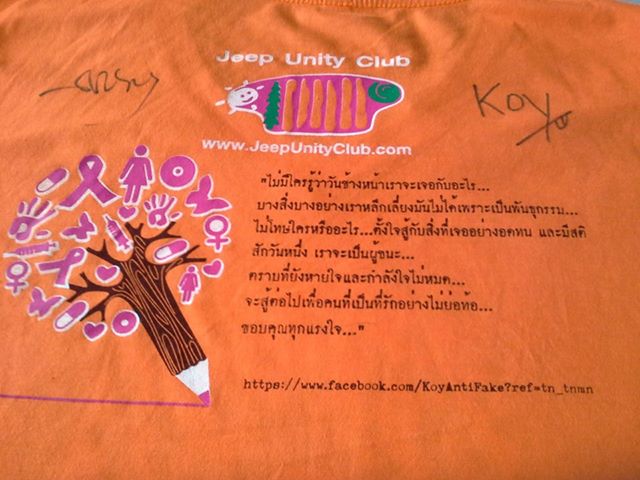 Jeep Unity Club
Koy
www.JeepUnityClub.com
"ไม่มีใครรู้ว่าวันข้างหน้าเราจะเจอกับอะไร...
บางสิ่งบางอย่างเราหลีกเลี่ยงมันไม่ได้เพราะเป็นพันธุกรรม...
ไม่โทษใครหรืออะไร...ตั้งใจสู้กับสิ่งที่เจออย่างอดทน และมีสติ
สักวันหนึ่ง เราจะเป็นผู้ชนะ...
ตราบที่ยังหายใจและกำลังใจไม่หมด...
จะสู้ต่อไปเพื่อคนที่เป็นที่รักอย่างไม่ย่อท้อ...
ขอบคุณทุกแรงใจ..."
https://www.facebook.com/KoyAntiFake?ref=tn_tnmn